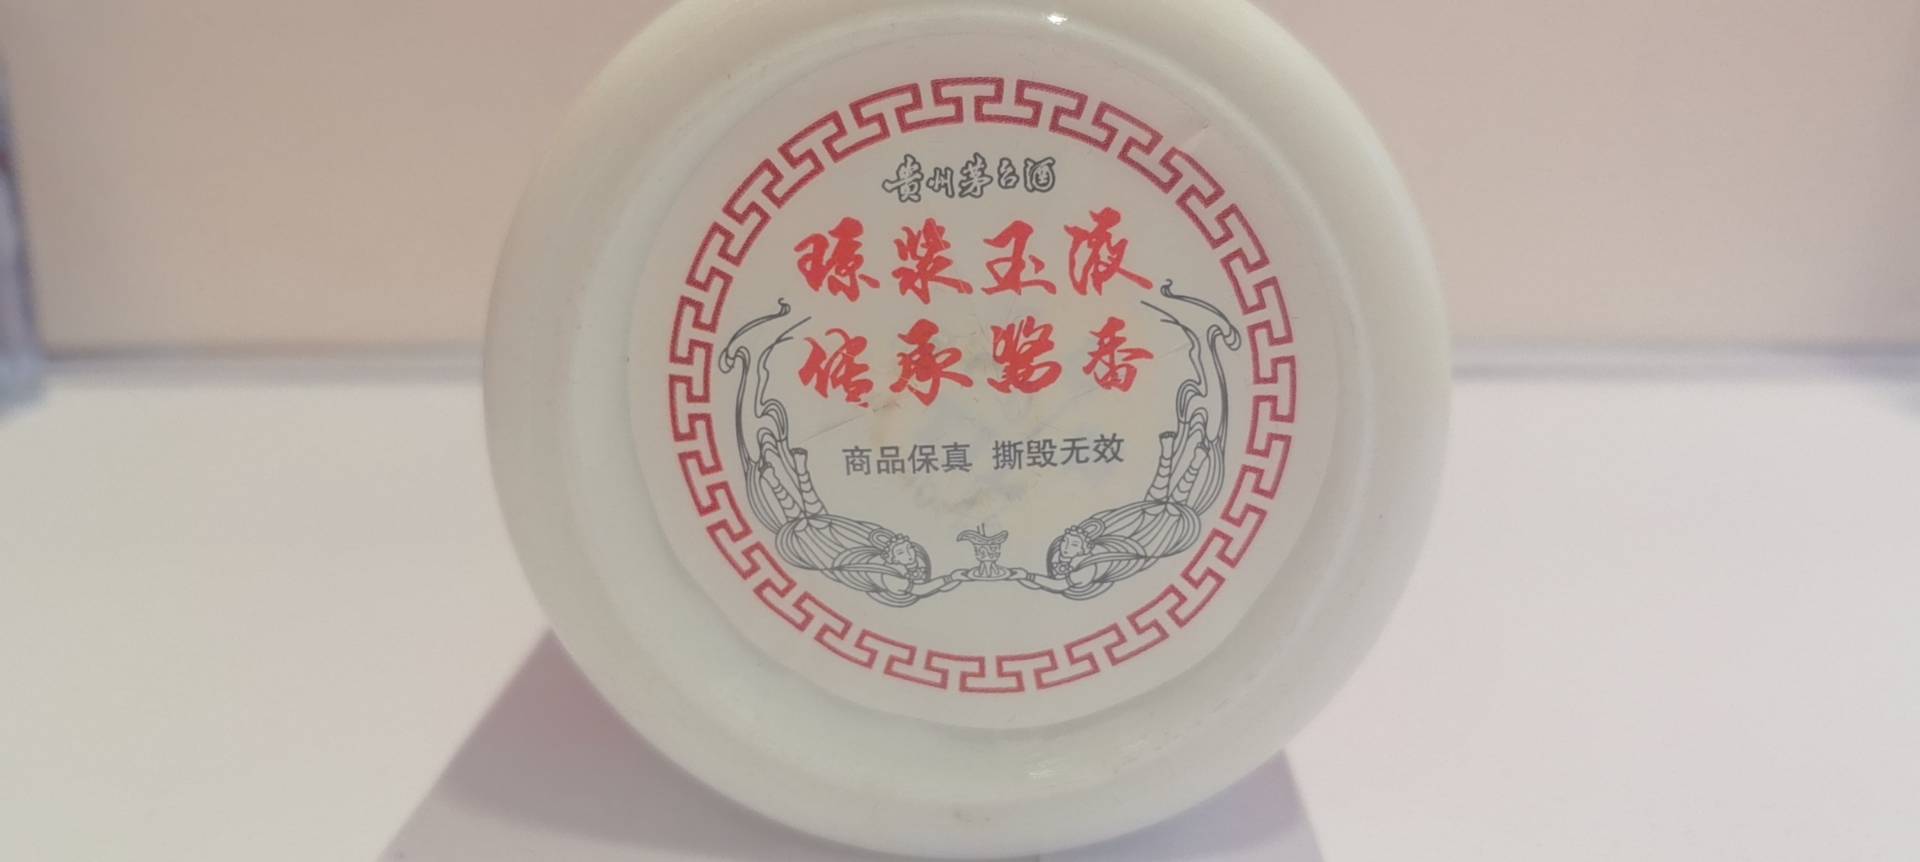 贵州茅台酒
琼浆玉液
传承酱香
商品保真 撕毁无效